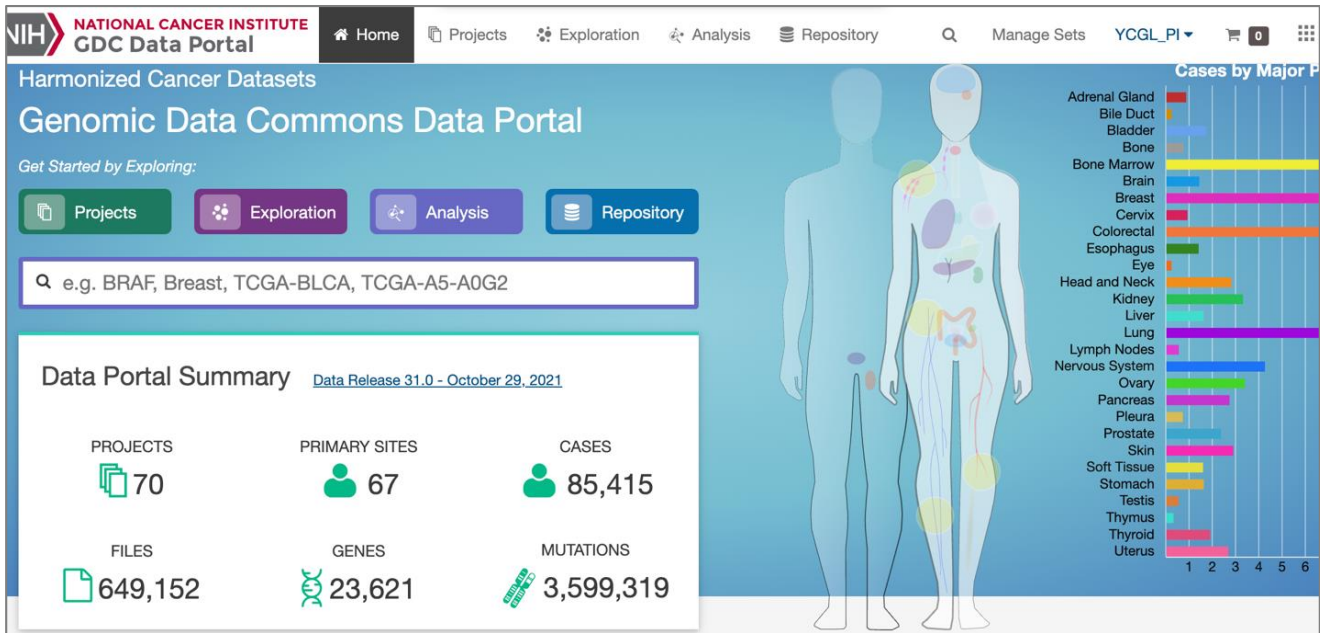 NIH NATIONAL CANCER INSTITUTE
GDC Data Portal
Home
Projects
Exploration
Analysis
Repository
Manage Sets
YCGL_PI
0
Harmonized Cancer Datasets
Genomic Data Commons Data Portal
Get Started by Exploring:
Projects
Exploration
Analysis
Repository
e.g. BRAF, Breast, TCGA-BLCA, TCGA-A5-A0G2
Data Portal Summary Data Release 31.0 - October 29, 2021
PROJECTS
70
PRIMARY SITES
67
CASES
85,415
FILES
649,152
GENES
23,621
MUTATIONS
3,599,319
Cases by Major P
Adrenal Gland
Bile Duct
Bladder
Bone
Bone Marrow
Brain
Breast
Cervix
Colorectal
Esophagus
Eye
Head and Neck
Kidney
Liver
Lung
Lymph Nodes
Nervous System
Ovary
Pancreas
Pleura
Prostate
Skin
Soft Tissue
Stomach
Testis
Thymus
Thyroid
Uterus
1 2 3 4 5 6